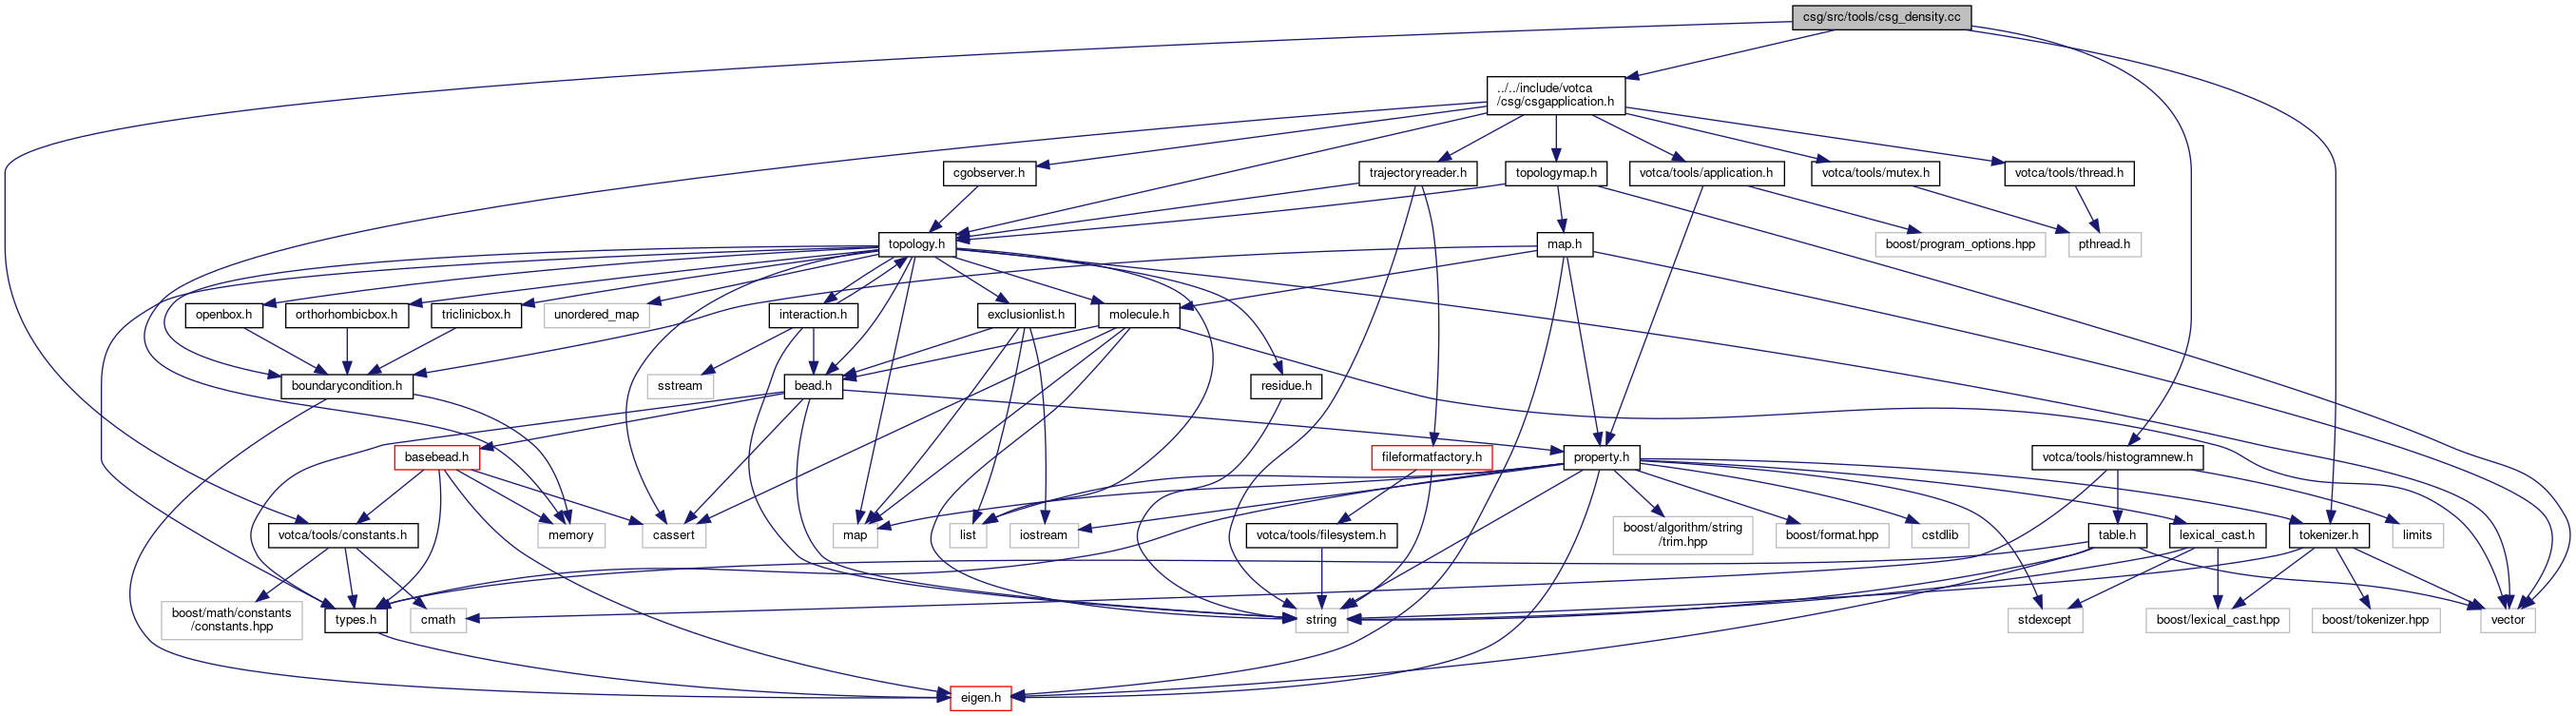 csg/src/tools/csg_density.cc
../../include/votca
/csg/csgapplication.h
cgobserver.h
trajectoryreader.h
topologymap.h
votca/tools/application.h
votca/tools/mutex.h
votca/tools/thread.h
topology.h
map.h
boost/program_options.hpp
pthread.h
openbox.h
orthorhombicbox.h
triclinicbox.h
unordered_map
interaction.h
exclusionlist.h
molecule.h
boundarycondition.h
sstream
bead.h
residue.h
basebead.h
fileformatfactory.h
property.h
votca/tools/histogramnew.h
votca/tools/constants.h
memory
cassert
map
list
iostream
votca/tools/filesystem.h
boost/algorithm/string
/trim.hpp
boost/format.hpp
cstdlib
table.h
lexical_cast.h
tokenizer.h
limits
boost/math/constants
/constants.hpp
types.h
cmath
string
stdexcept
boost/lexical_cast.hpp
boost/tokenizer.hpp
vector
eigen.h